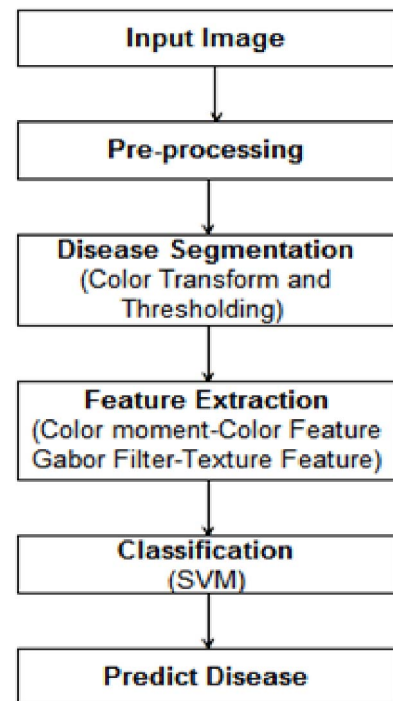 Input Image
Pre-processing
Disease Segmentation
(Color Transform and
Thresholding)
Feature Extraction
(Color moment-Color Feature
Gabor Filter-Texture Feature)
Classification
(SVM)
Predict Disease